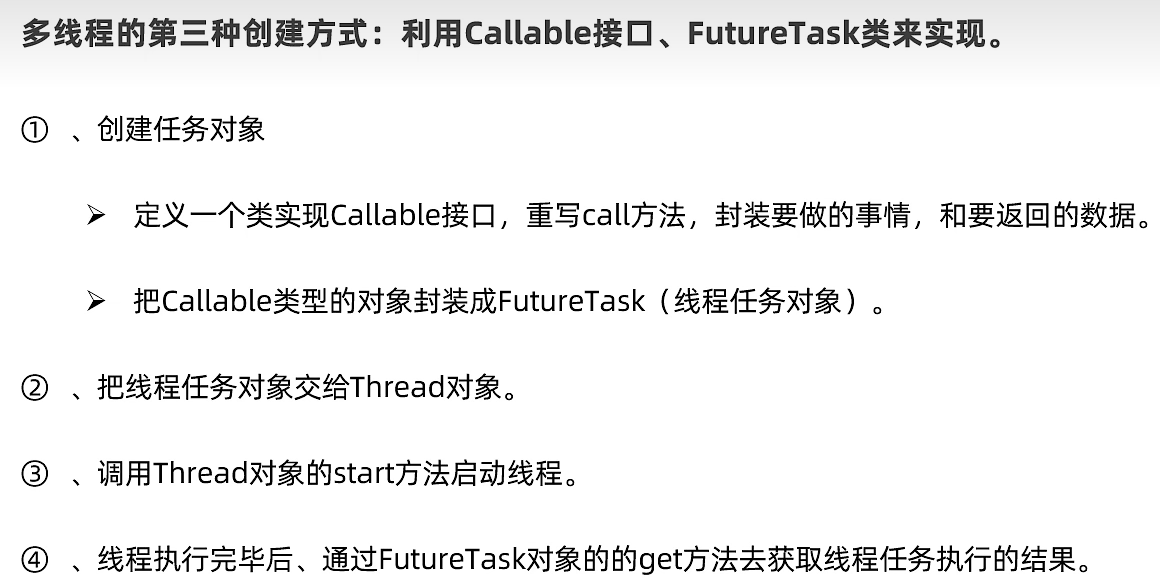 多线程的第三种创建方式：利用Callable接口、FutureTask类来实现。
① 、创建任务对象
➢ 定义一个类实现Callable接口，重写call方法，封装要做的事情，和要返回的数据。
➢ 把Callable类型的对象封装成FutureTask（线程任务对象）。
② 、把线程任务对象交给Thread对象。
③ 、调用Thread对象的start方法启动线程。
④ 、线程执行完毕后、通过FutureTask对象的的get方法去获取线程任务执行的结果。